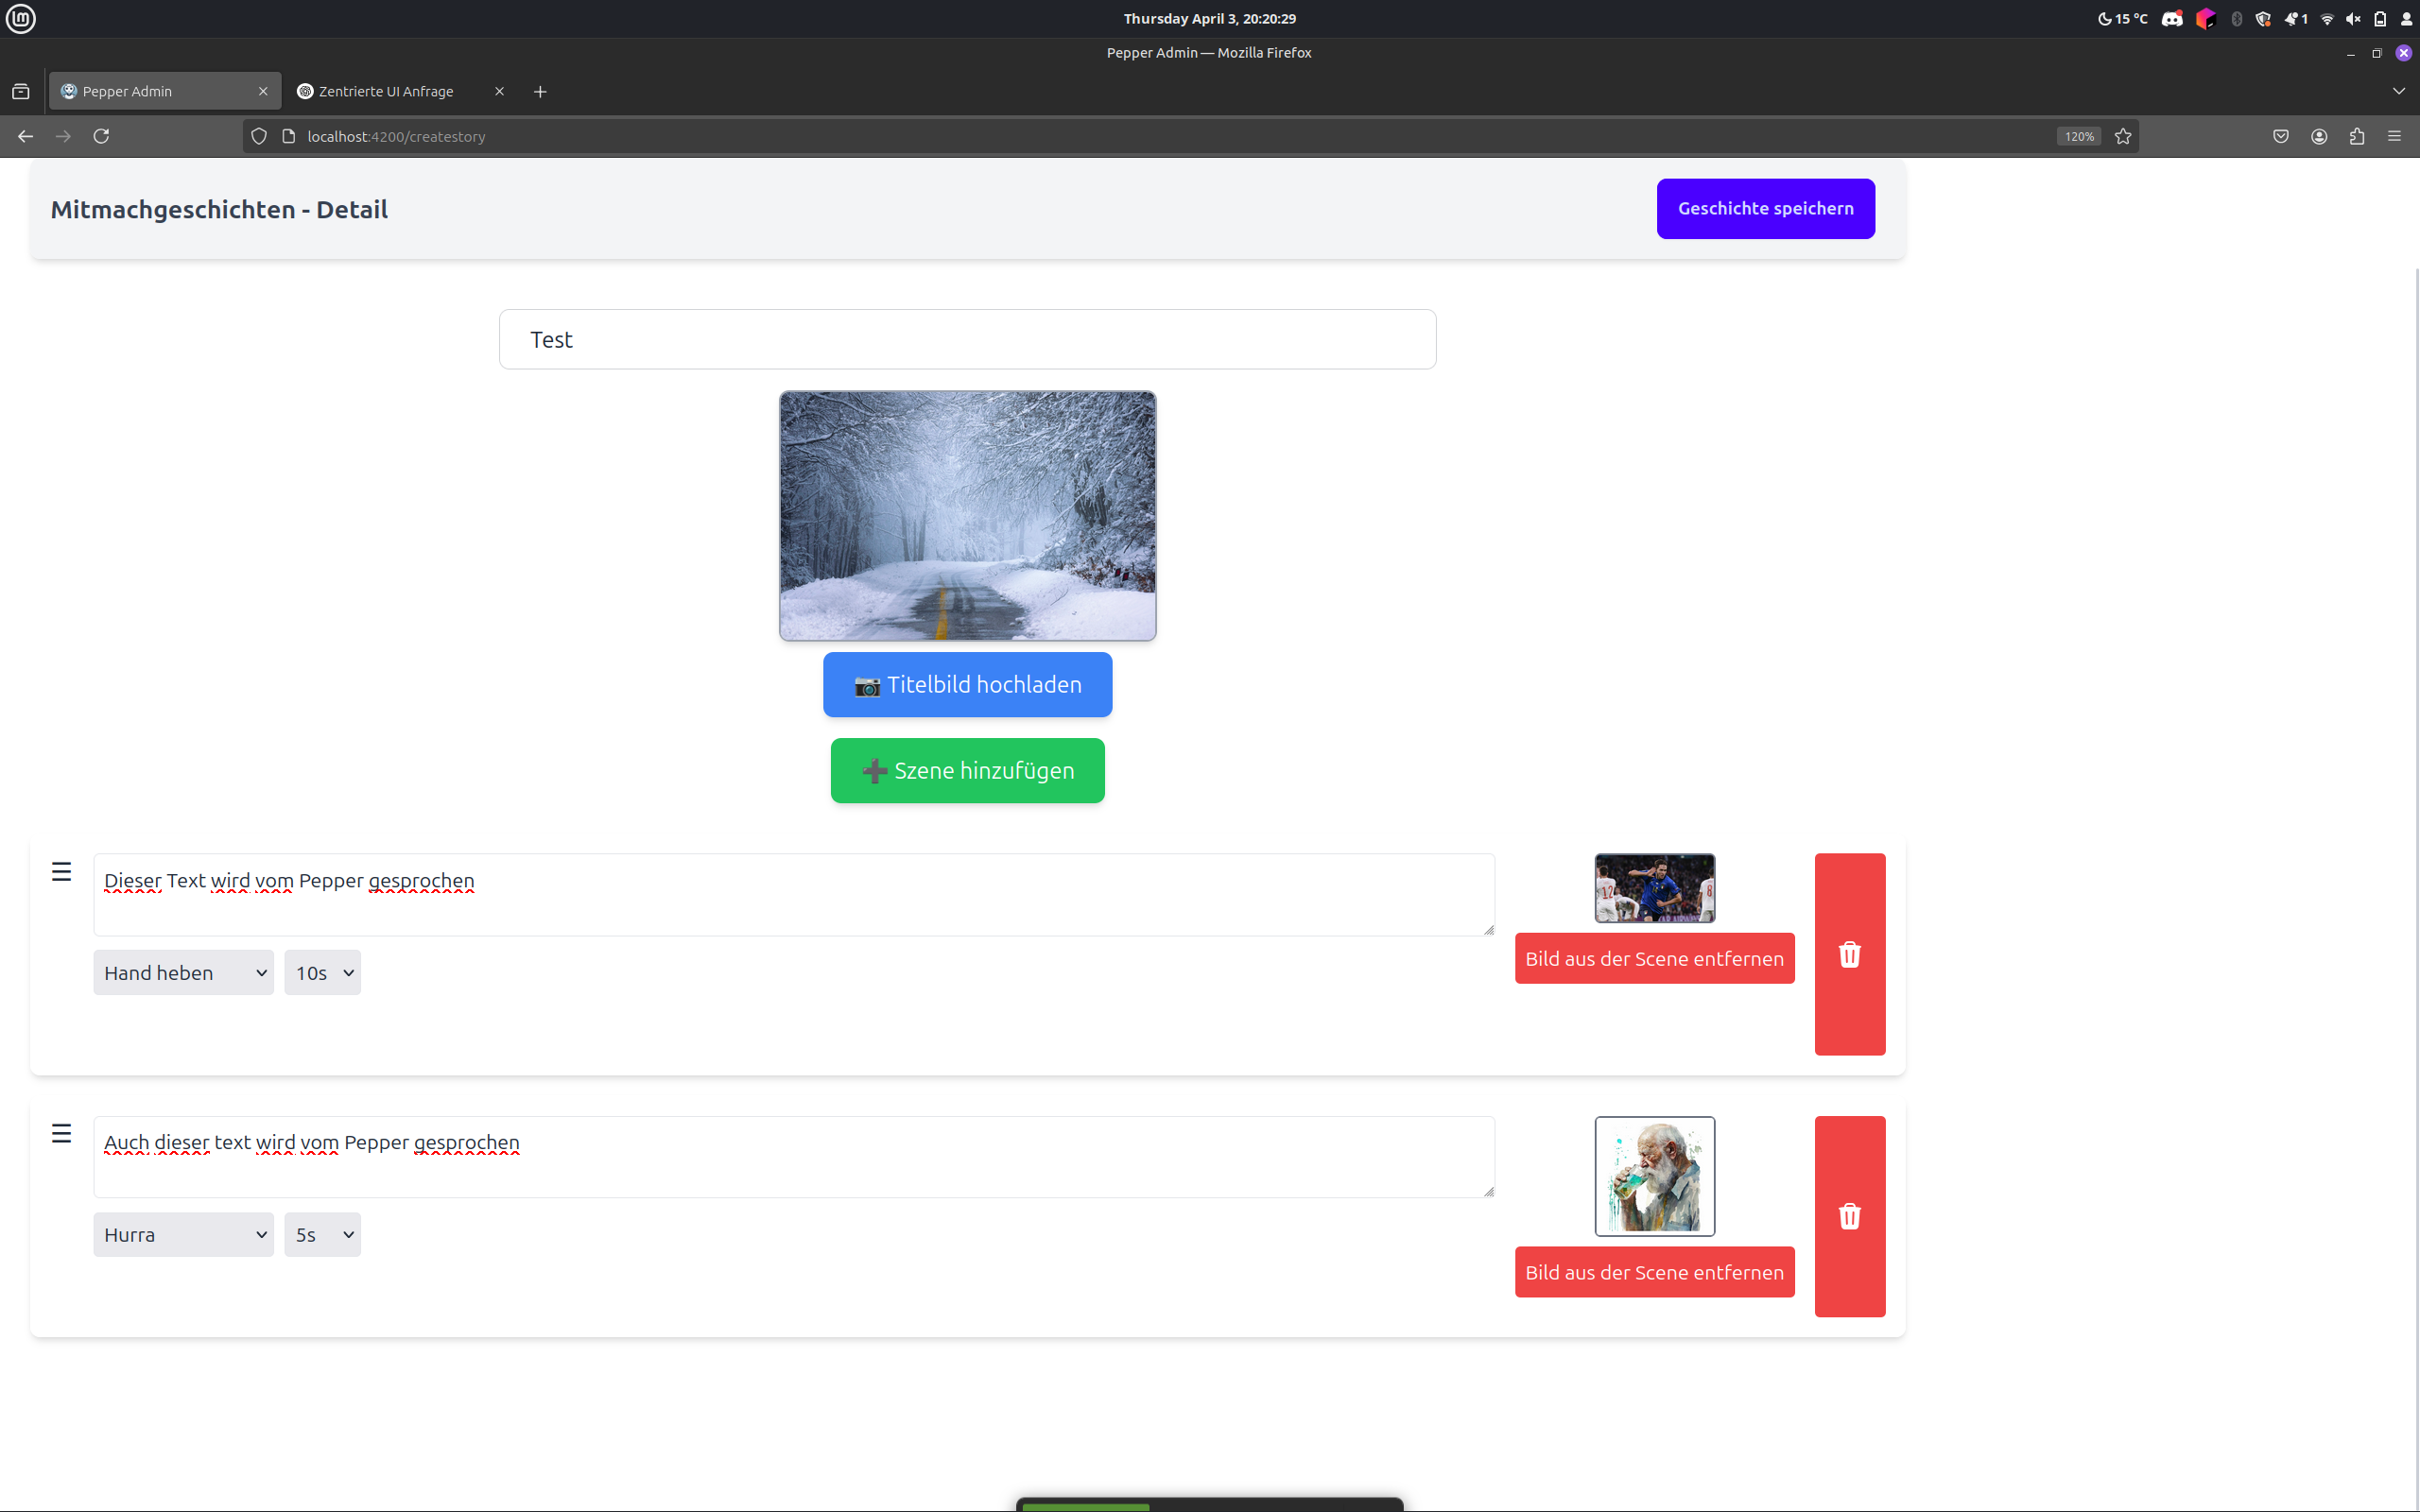 Thursday April 3, 20:20:29
15 °C
1
Pepper Admin — Mozilla Firefox
Pepper Admin
Zentrierte UI Anfrage
localhost:4200/createstory
120%
Mitmachgeschichten - Detail
Geschichte speichern
Test
Titelbild hochladen
Szene hinzufügen
Dieser Text wird vom Pepper gesprochen
12
8
Bild aus der Scene entfernen
Hand heben
10s
Auch dieser text wird vom Pepper gesprochen
Hurra
5s
Bild aus der Scene entfernen